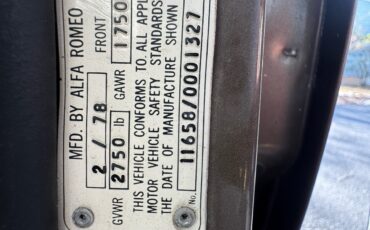 MFD. BY ALFA ROMEO
2 / 78 FRONT
GVWR 2750 lb GAWR 1750
THIS VEHICLE CONFORMS TO ALL
MOTOR VEHICLE SAFETY STANDARDS
THE DATE OF MANUFACTURE SHOWN
No. 11658/0001327